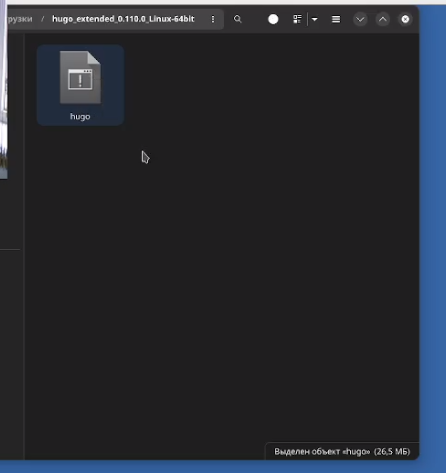 рузки / hugo_extended_0.110.0_Linux-64bit
hugo
Выделен объект «hugo» (26,5 МБ)